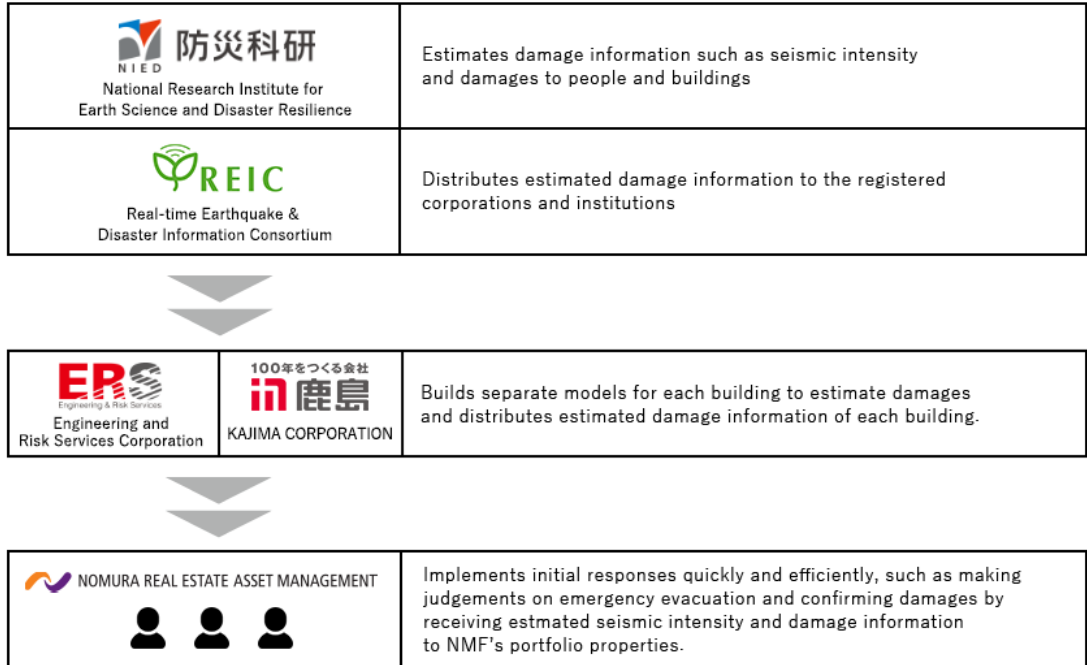 防災科研
NIED
National Research Institute for
Earth Science and Disaster Resilience
Estimates damage information such as seismic intensity
and damages to people and buildings
REIC
Real-time Earthquake &
Disaster Information Consortium
Distributes estimated damage information to the registered
corporations and institutions
ERS
Engineering & Risk Services
Engineering and
Risk Services Corporation
100年をつくる会社
鹿島
KAJIMA CORPORATION
Builds separate models for each building to estimate damages
and distributes estimated damage information of each building.
NOMURA REAL ESTATE ASSET MANAGEMENT
Implements initial responses quickly and efficiently, such as making
judgements on emergency evacuation and confirming damages by
receiving estmated seismic intensity and damage information
to NMF's portfolio properties.